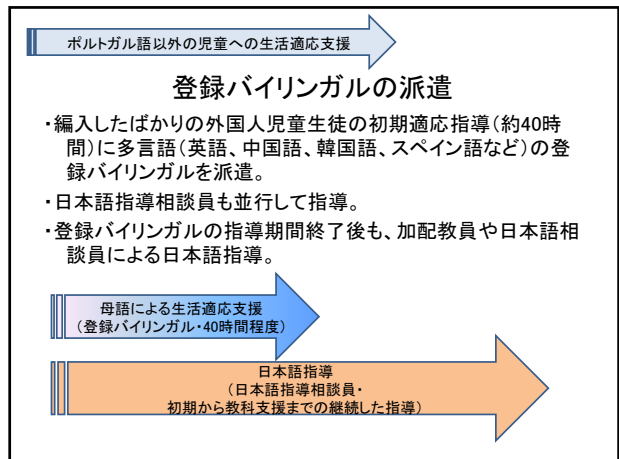 ポルトガル語以外の児童への生活適応支援
登録バイリンガルの派遣
・編入したばかりの外国人児童生徒の初期適応指導(約40時
間)に多言語(英語、中国語、韓国語、スペイン語など)の登
録バイリンガルを派遣。
・日本語指導相談員も並行して指導。
・登録バイリンガルの指導期間終了後も、加配教員や日本語相
談員による日本語指導。
母語による生活適応支援
(登録バイリンガル・40時間程度)
日本語指導
(日本語指導相談員・
初期から教科支援までの継続した指導)